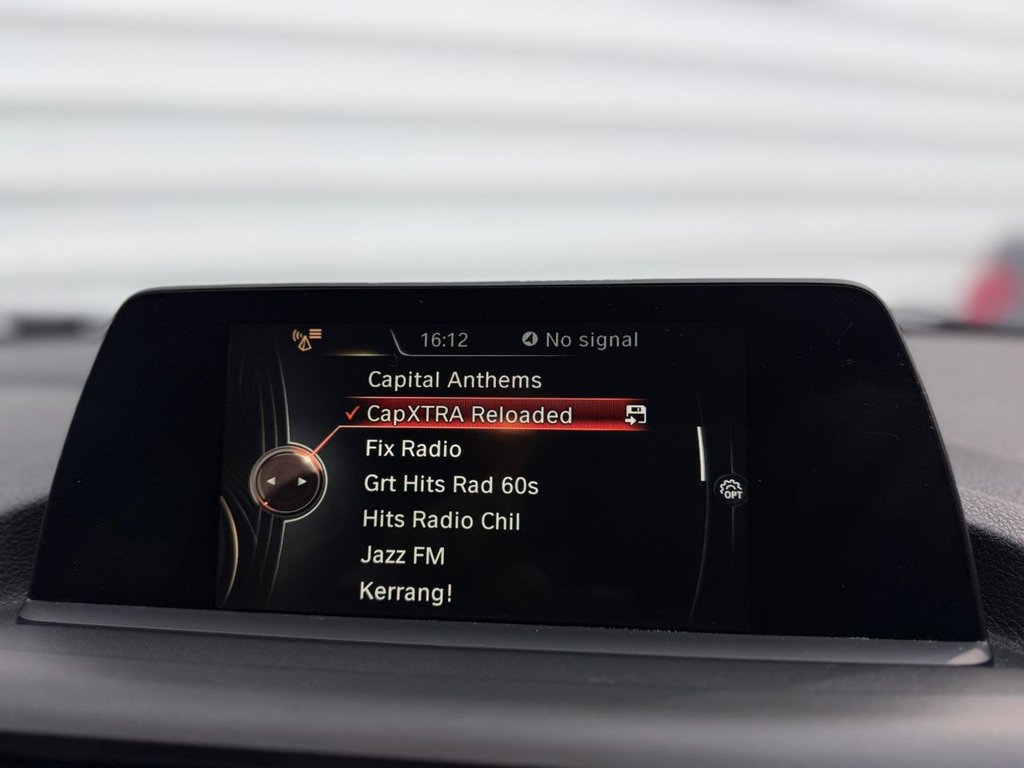 16:12 No signal
Capital Anthems
CapXTRA Reloaded
Fix Radio
Grt Hits Rad 60s
OPT
Hits Radio Chil
Jazz FM
Kerrang!